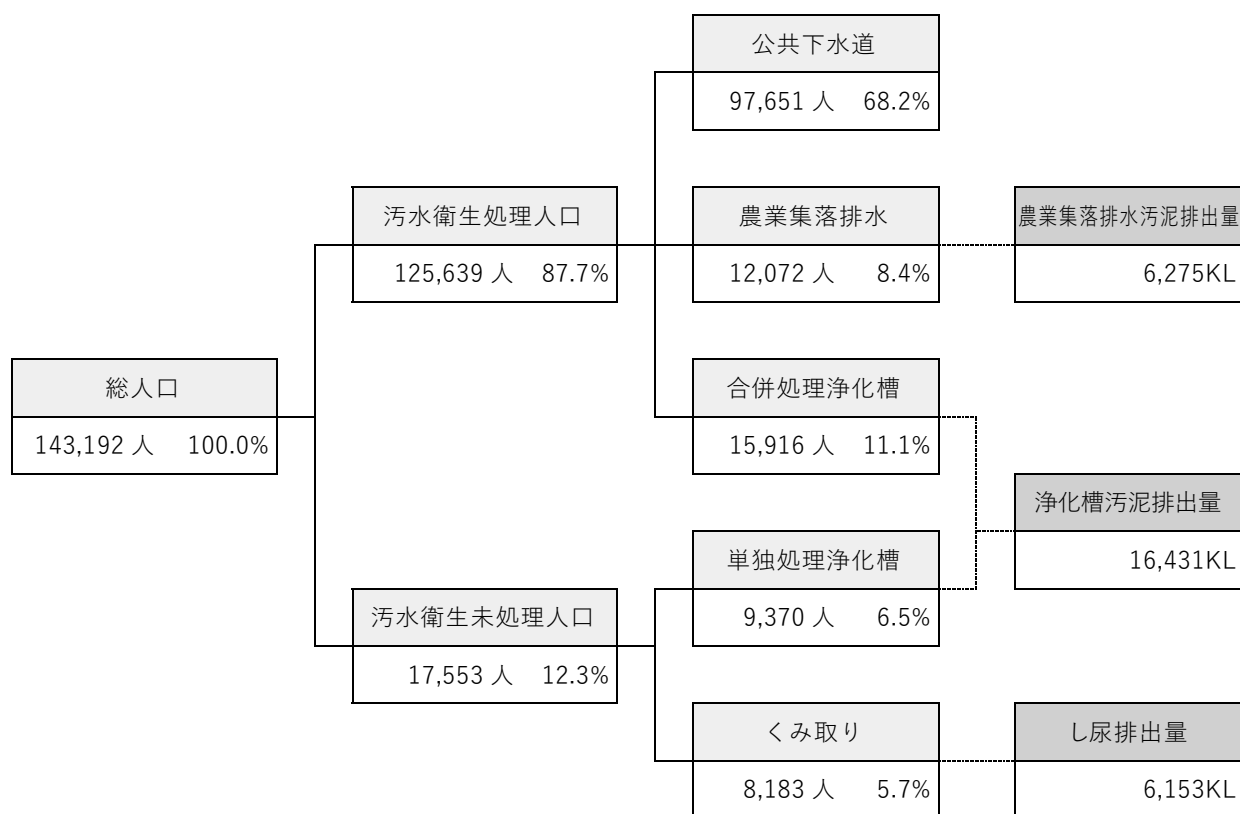 公共下水道
97,651 人 68.2%
汚水衛生処理人口
125,639 人 87.7%
農業集落排水
12,072 人 8.4%
農業集落排水汚泥排出量
6,275KL
総人口
143,192 人 100.0%
合併処理浄化槽
15,916 人 11.1%
浄化槽汚泥排出量
16,431KL
単独処理浄化槽
9,370 人 6.5%
汚水衛生未処理人口
17,553 人 12.3%
くみ取り
8,183 人 5.7%
し尿排出量
6,153KL